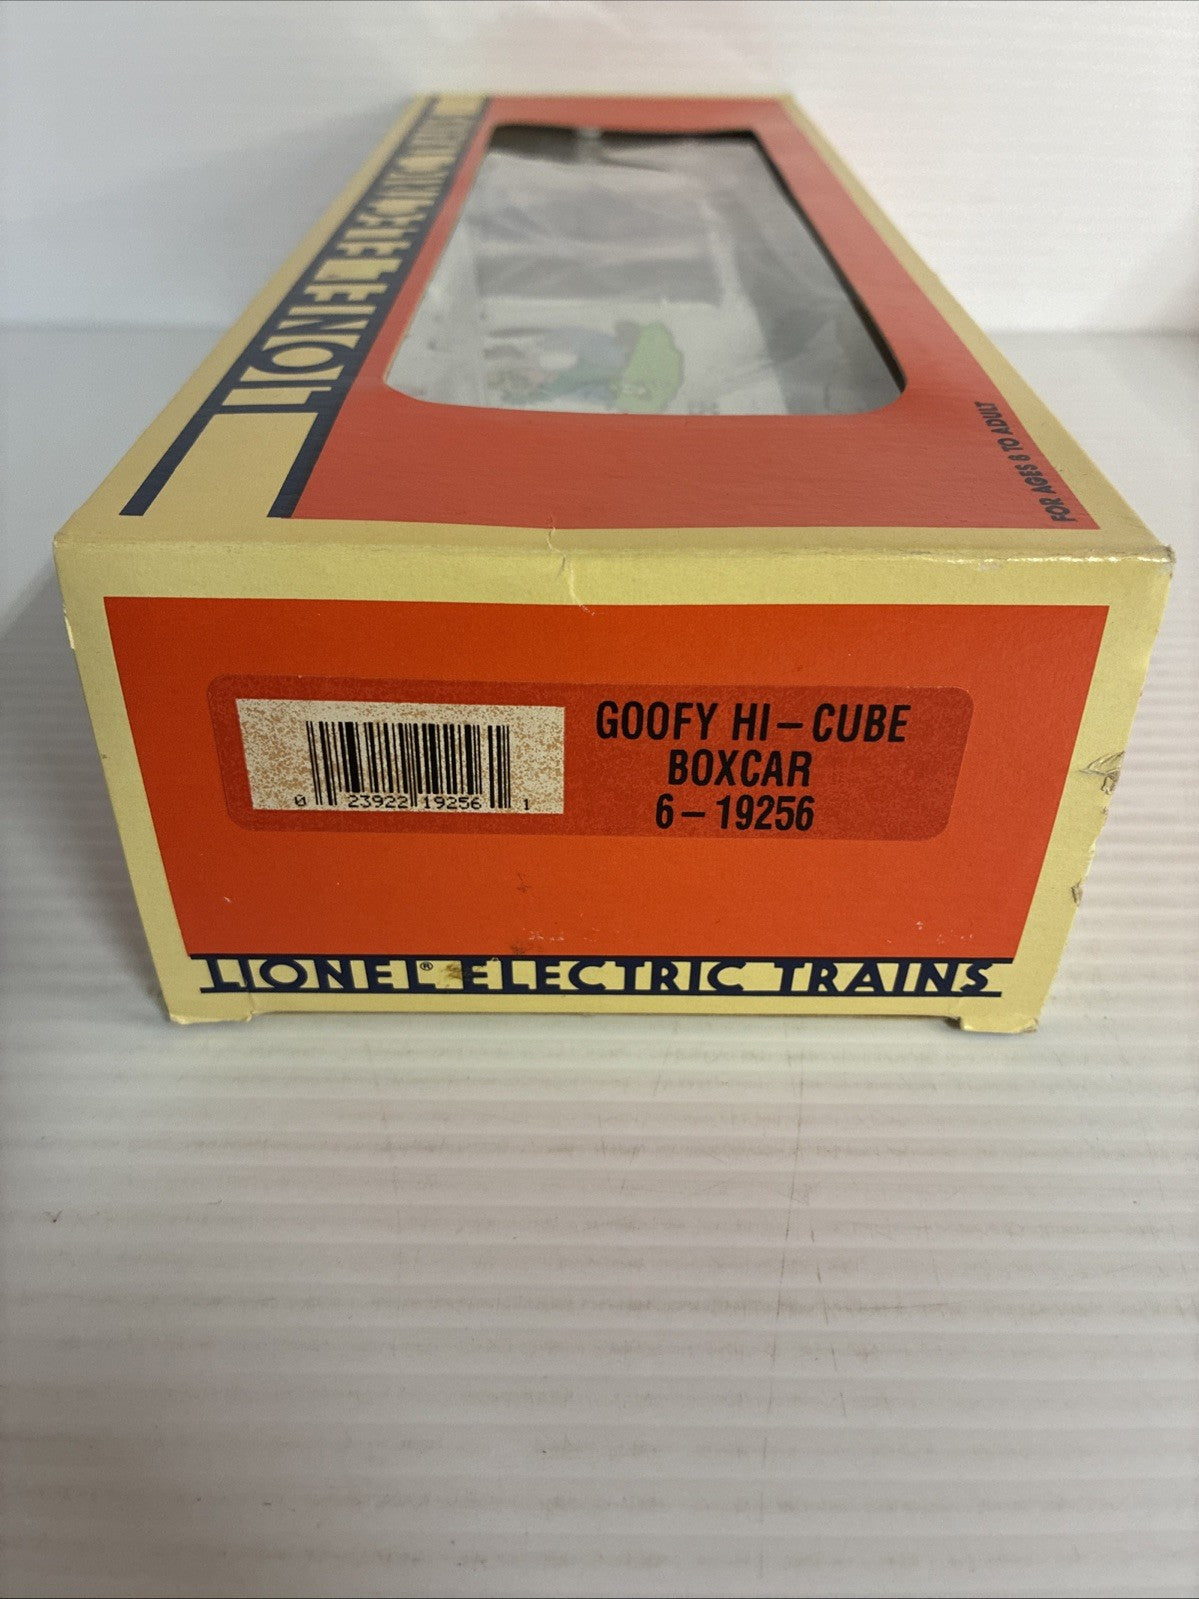 LIONEL ELECTRIC
FOR AGES 8 TO ADULT
GOOFY HI-CUBE
BOXCAR
6-19256
0 23922 19256 1
LIONEL® ELECTRIC TRAINS